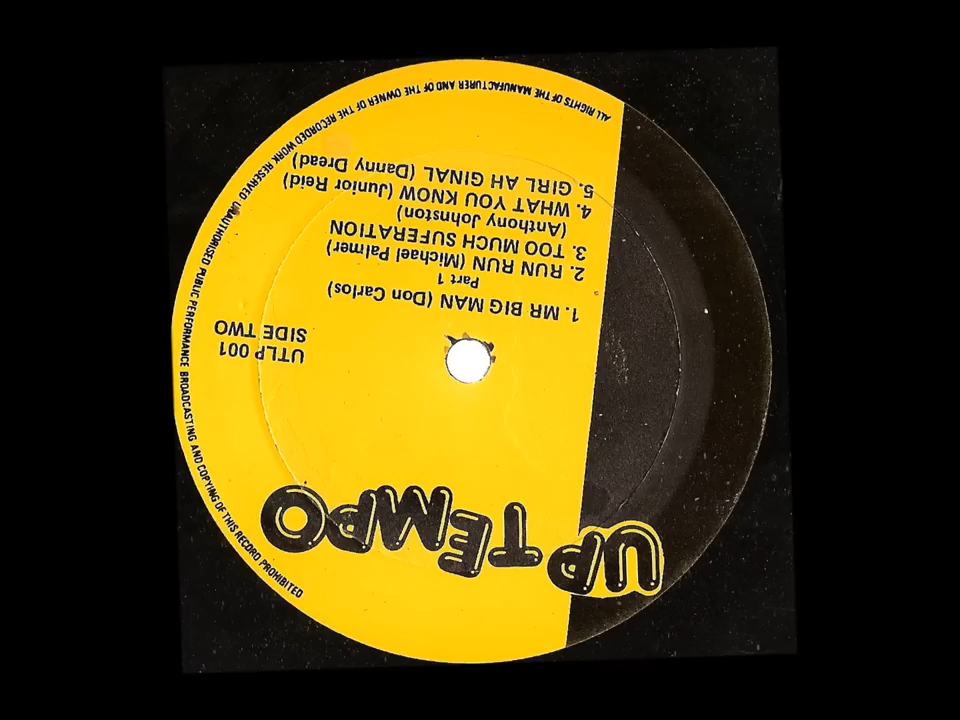 UP TEMPO
UTLP 001
SIDE TWO
1. MR BIG MAN (Don Carlos)
Part 1
2. RUN RUN (Michael Palmer)
3. TOO MUCH SUFERATION
(Anthony Johnston)
4. WHAT YOU KNOW (Junior Reid)
5. GIRL AH GINAL (Danny Dread)
ALL RIGHTS OF THE MANUFACTURER AND OF THE OWNER OF THE RECORDED WORK RESERVED UNAUTHORISED PUBLIC PERFORMANCE BROADCASTING AND COPYING OF THIS RECORD PROHIBITED